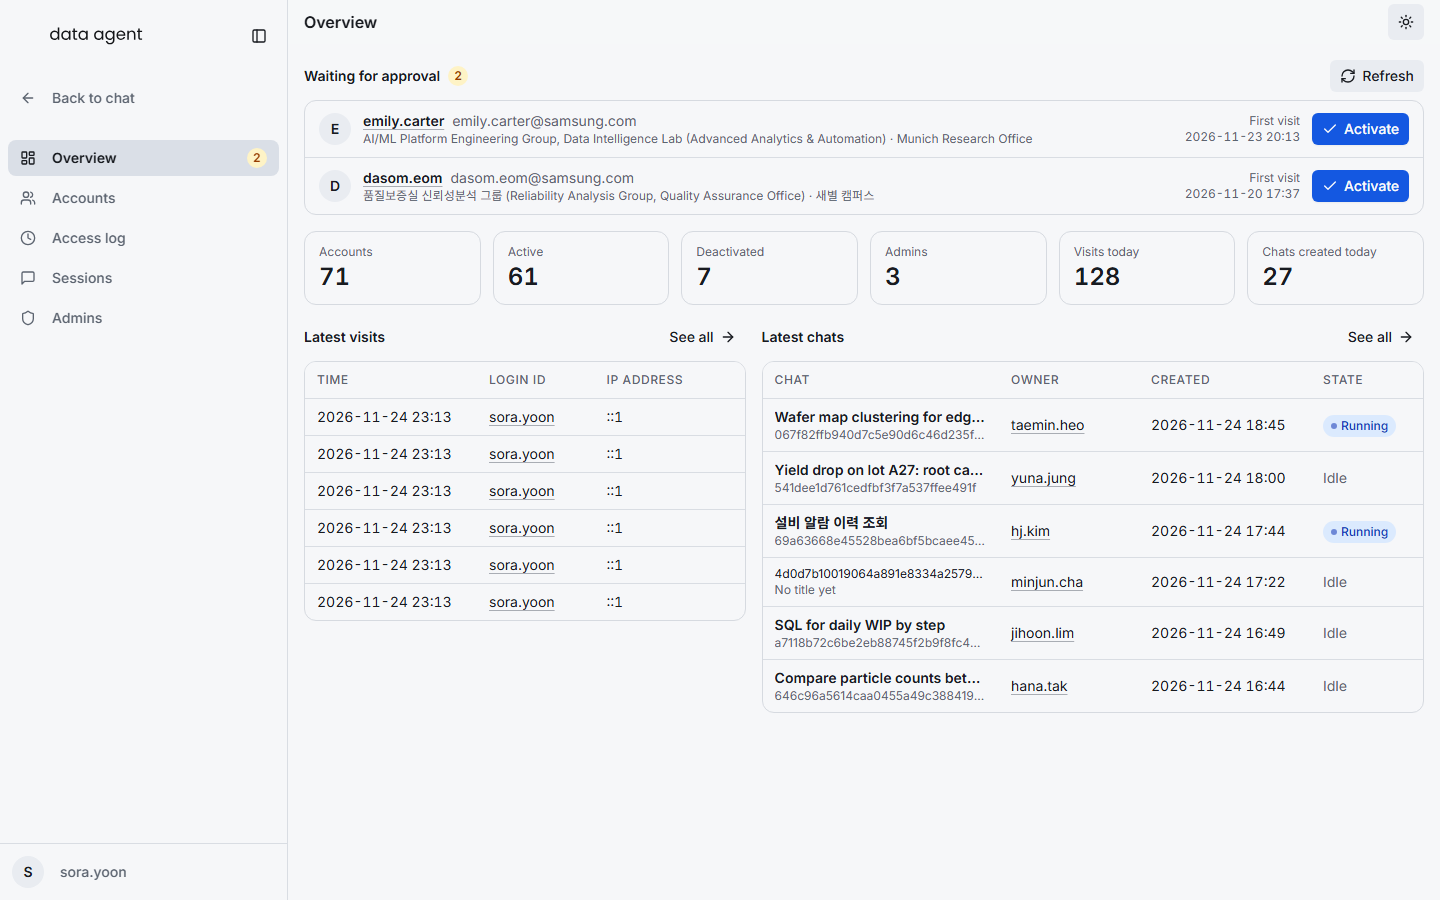 data agent
Back to chat
Overview 2
Accounts
Access log
Sessions
Admins
sora.yoon
S
Overview
Waiting for approval 2
Refresh
E
emily.carter emily.carter@samsung.com
AI/ML Platform Engineering Group, Data Intelligence Lab (Advanced Analytics & Automation) · Munich Research Office
First visit
2026-11-23 20:13
Activate
D
dasom.eom dasom.eom@samsung.com
품질보증실 신뢰성분석 그룹 (Reliability Analysis Group, Quality Assurance Office) · 새별 캠퍼스
First visit
2026-11-20 17:37
Activate
Accounts
71
Active
61
Deactivated
7
Admins
3
Visits today
128
Chats created today
27
Latest visits
See all
TIME LOGIN ID IP ADDRESS
2026-11-24 23:13 sora.yoon ::1
2026-11-24 23:13 sora.yoon ::1
2026-11-24 23:13 sora.yoon ::1
2026-11-24 23:13 sora.yoon ::1
2026-11-24 23:13 sora.yoon ::1
2026-11-24 23:13 sora.yoon ::1
Latest chats
See all
CHAT OWNER CREATED STATE
Wafer map clustering for edg...
067f82ffb940d7c5e90d6c46d235f...
taemin.heo 2026-11-24 18:45 Running
Yield drop on lot A27: root ca...
541dee1d761cedfbf3f7a537ffee491f
yuna.jung 2026-11-24 18:00 Idle
설비 알람 이력 조회
69a63668e45528bea6bf5bcaee45...
hj.kim 2026-11-24 17:44 Running
4d0d7b10019064a891e8334a2579...
No title yet
minjun.cha 2026-11-24 17:22 Idle
SQL for daily WIP by step
a7118b72c6be2eb88745f2b9f8fc4...
jihoon.lim 2026-11-24 16:49 Idle
Compare particle counts bet...
646c96a5614caa0455a49c388419...
hana.tak 2026-11-24 16:44 Idle